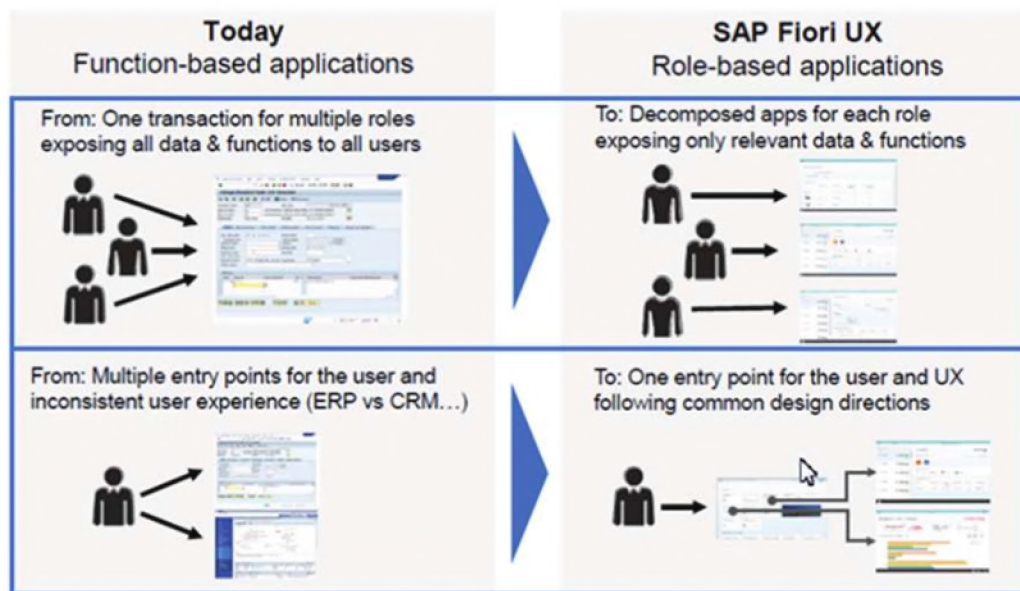 Today
Function-based applications
SAP Fiori UX
Role-based applications
From: One transaction for multiple roles
exposing all data & functions to all users
To: Decomposed apps for each role
exposing only relevant data & functions
From: Multiple entry points for the user and
inconsistent user experience (ERP vs CRM…)
To: One entry point for the user and UX
following common design directions